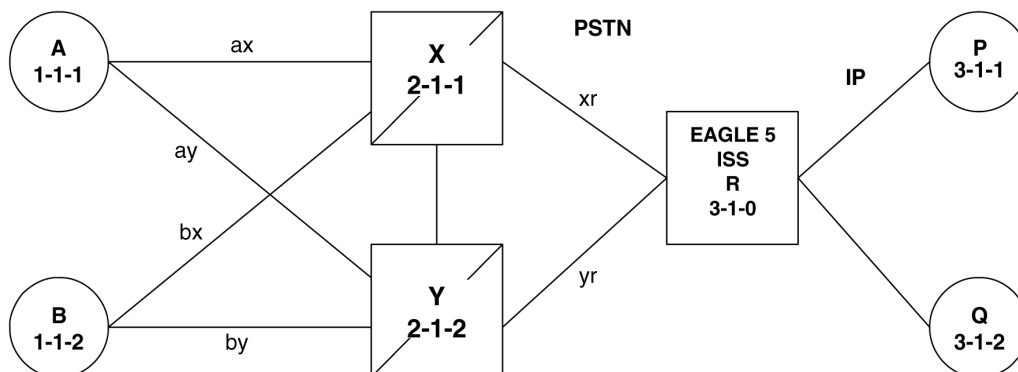 A
1-1-1
ax
X
2-1-1
PSTN
xr
IP
P
3-1-1
ay
EAGLE 5
ISS
R
3-1-0
bx
B
1-1-2
by
Y
2-1-2
yr
Q
3-1-2